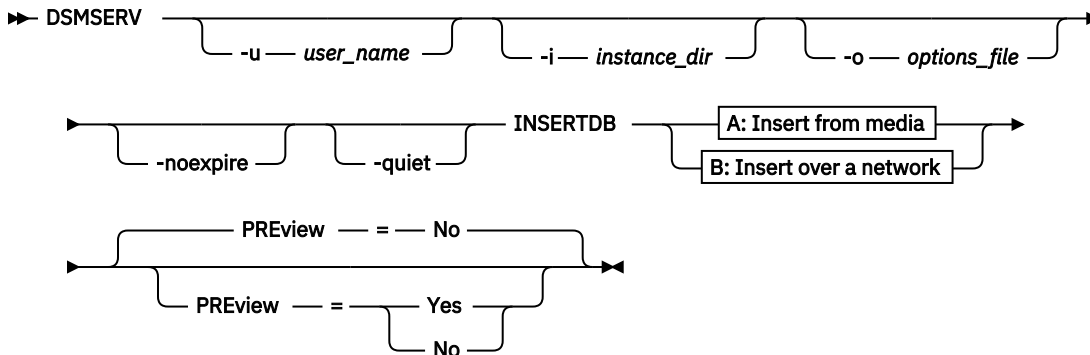 DSMSERV
-u user_name -i instance_dir -o options_file
INSERTDB A: Insert from media
-noexpire -quiet B: Insert over a network
PREview = No
PREview = Yes
No